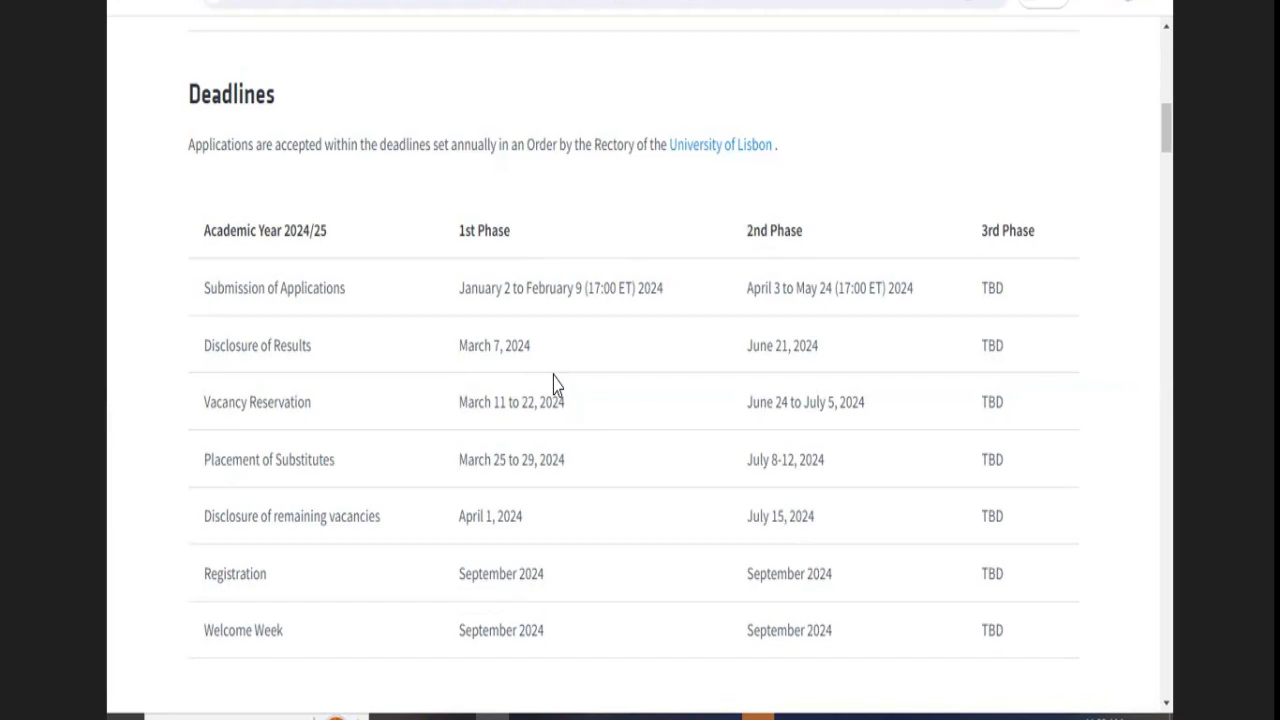 Deadlines
Applications are accepted within the deadlines set annually in an Order by the Rectory of the University of Lisbon .
Academic Year 2024/25 1st Phase 2nd Phase 3rd Phase
Submission of Applications January 2 to February 9 (17:00 ET) 2024 April 3 to May 24 (17:00 ET) 2024 TBD
Disclosure of Results March 7, 2024 June 21, 2024 TBD
Vacancy Reservation March 11 to 22, 2024 June 24 to July 5, 2024 TBD
Placement of Substitutes March 25 to 29, 2024 July 8-12, 2024 TBD
Disclosure of remaining vacancies April 1, 2024 July 15, 2024 TBD
Registration September 2024 September 2024 TBD
Welcome Week September 2024 September 2024 TBD